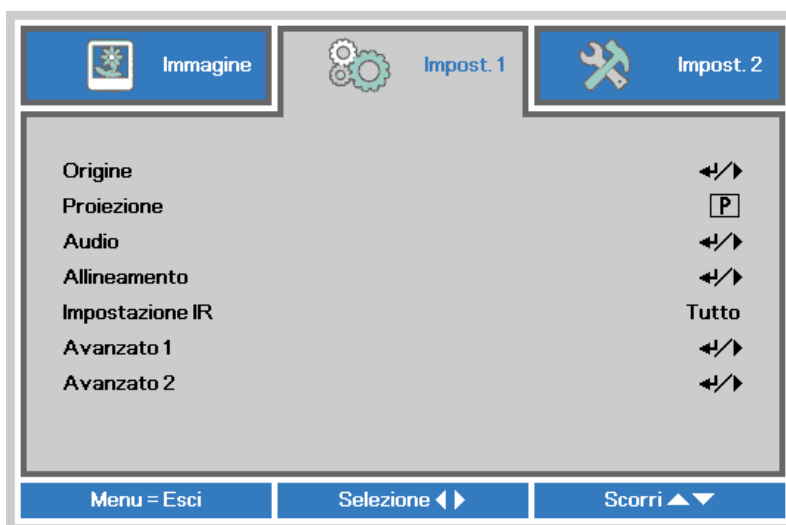 Immagine
Impost. 1
Impost. 2
Origine
Proiezione P
Audio
Allineamento
Impostazione IR Tutto
Avanzato 1
Avanzato 2
Menu = Esci
Selezione
Scorri